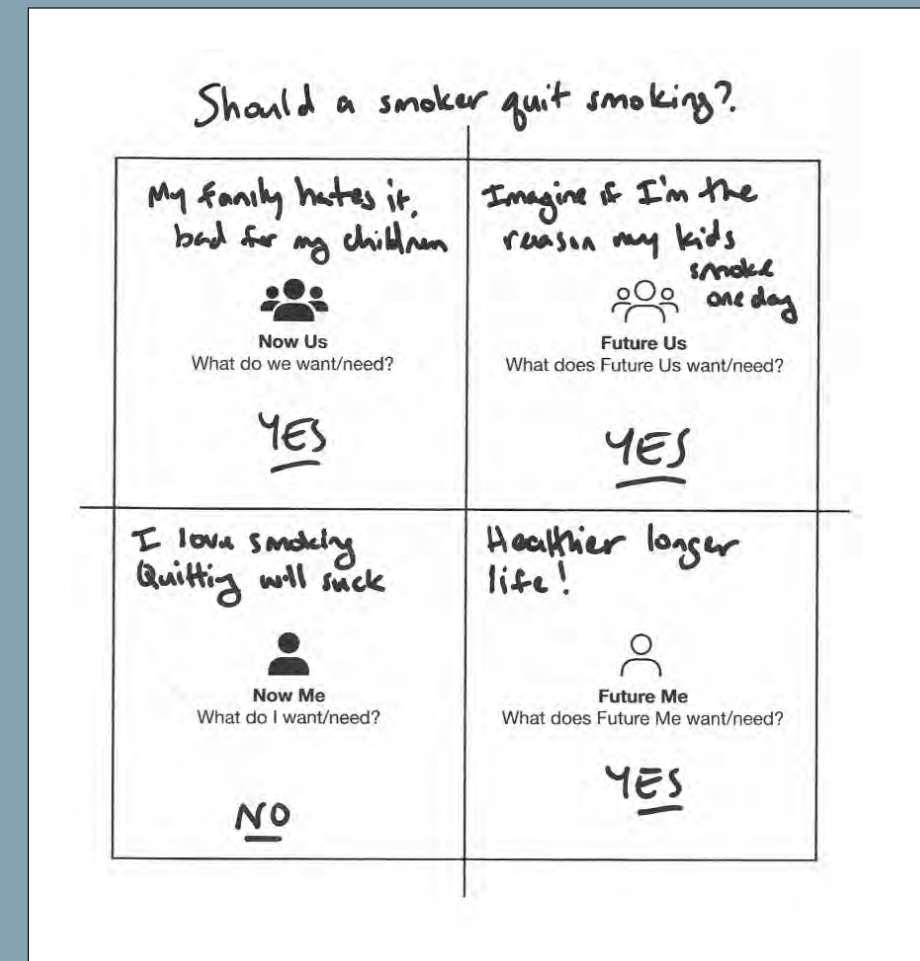 Should a smoker quit smoking?
My family hates it,
bad for my children
Now Us
What do we want/need?
YES
Imagine if I'm the
reason my kids
smoke
one day
Future Us
What does Future Us want/need?
YES
I love smoking
Quittig will suck
Now Me
What do I want/need?
NO
Healthier longer
life!
Future Me
What does Future Me want/need?
YES